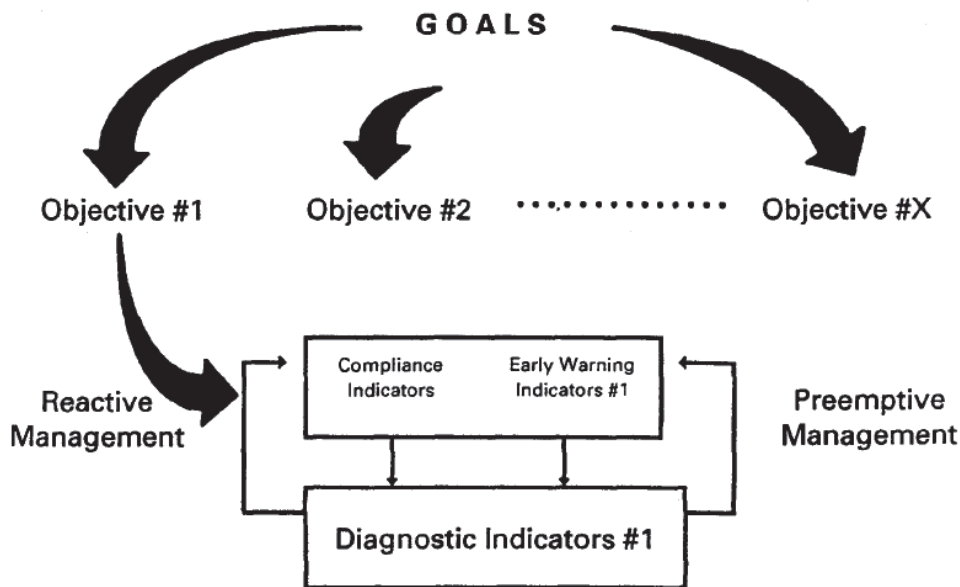 GOALS
Objective #1
Objective #2
Objective #X
Reactive
Management
Compliance
Indicators
Early Warning
Indicators #1
Preemptive
Management
Diagnostic Indicators #1